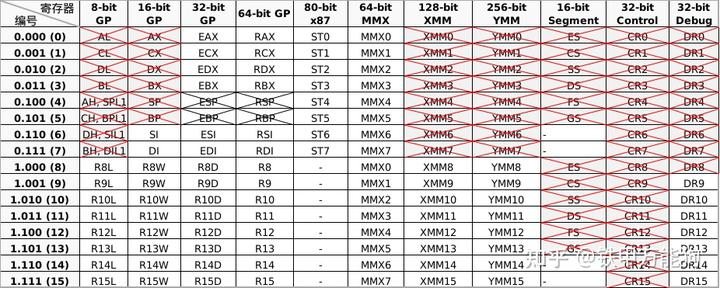 寄存器 编号 8-bit GP 16-bit GP 32-bit GP 64-bit GP 80-bit x87 64-bit MMX 128-bit XMM 256-bit YMM 16-bit Segment 32-bit Control 32-bit Debug
0.000 (0) AL AX EAX RAX ST0 MMX0 XMM0 YMM0 ES CR0 DR0
0.001 (1) CL CX ECX RCX ST1 MMX1 XMM1 YMM1 CS CR1 DR1
0.010 (2) DL DX EDX RDX ST2 MMX2 XMM2 YMM2 SS CR2 DR2
0.011 (3) BL BX EBX RBX ST3 MMX3 XMM3 YMM3 DS CR3 DR3
0.100 (4) AH, SPL1 SP ESP RSP ST4 MMX4 XMM4 YMM4 FS CR4 DR4
0.101 (5) CH, BPL1 BP EBP RBP ST5 MMX5 XMM5 YMM5 GS CR5 DR5
0.110 (6) DH, SIL1 SI ESI RSI ST6 MMX6 XMM6 YMM6 - CR6 DR6
0.111 (7) BH, DIL1 DI EDI RDI ST7 MMX7 XMM7 YMM7 - CR7 DR7
1.000 (8) R8L R8W R8D R8 - MMX0 XMM8 YMM8 ES CR8 DR8
1.001 (9) R9L R9W R9D R9 - MMX1 XMM9 YMM9 CS CR9 DR9
1.010 (10) R10L R10W R10D R10 - MMX2 XMM10 YMM10 SS CR10 DR10
1.011 (11) R11L R11W R11D R11 - MMX3 XMM11 YMM11 DS CR11 DR11
1.100 (12) R12L R12W R12D R12 - MMX4 XMM12 YMM12 FS CR12 DR12
1.101 (13) R13L R13W R13D R13 - MMX5 XMM13 YMM13 GS DR13
1.110 (14) R14L R14W R14D R14 - MMX6 XMM14 YMM14 - CR14 DR14
1.111 (15) R15L R15W R15D R15 - MMX7 XMM15 YMM15 - CR15 DR15
知乎 @铁甲万能狗